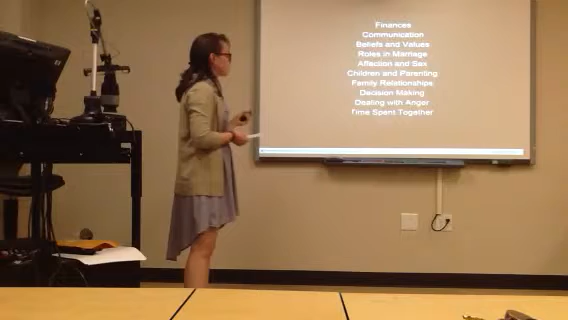 Finances
Communication
Beliefs and Values
Roles in Marriage
Affection and Sex
Children and Parenting
Family Relationships
Decision Making
Dealing with Anger
Time Spent Together